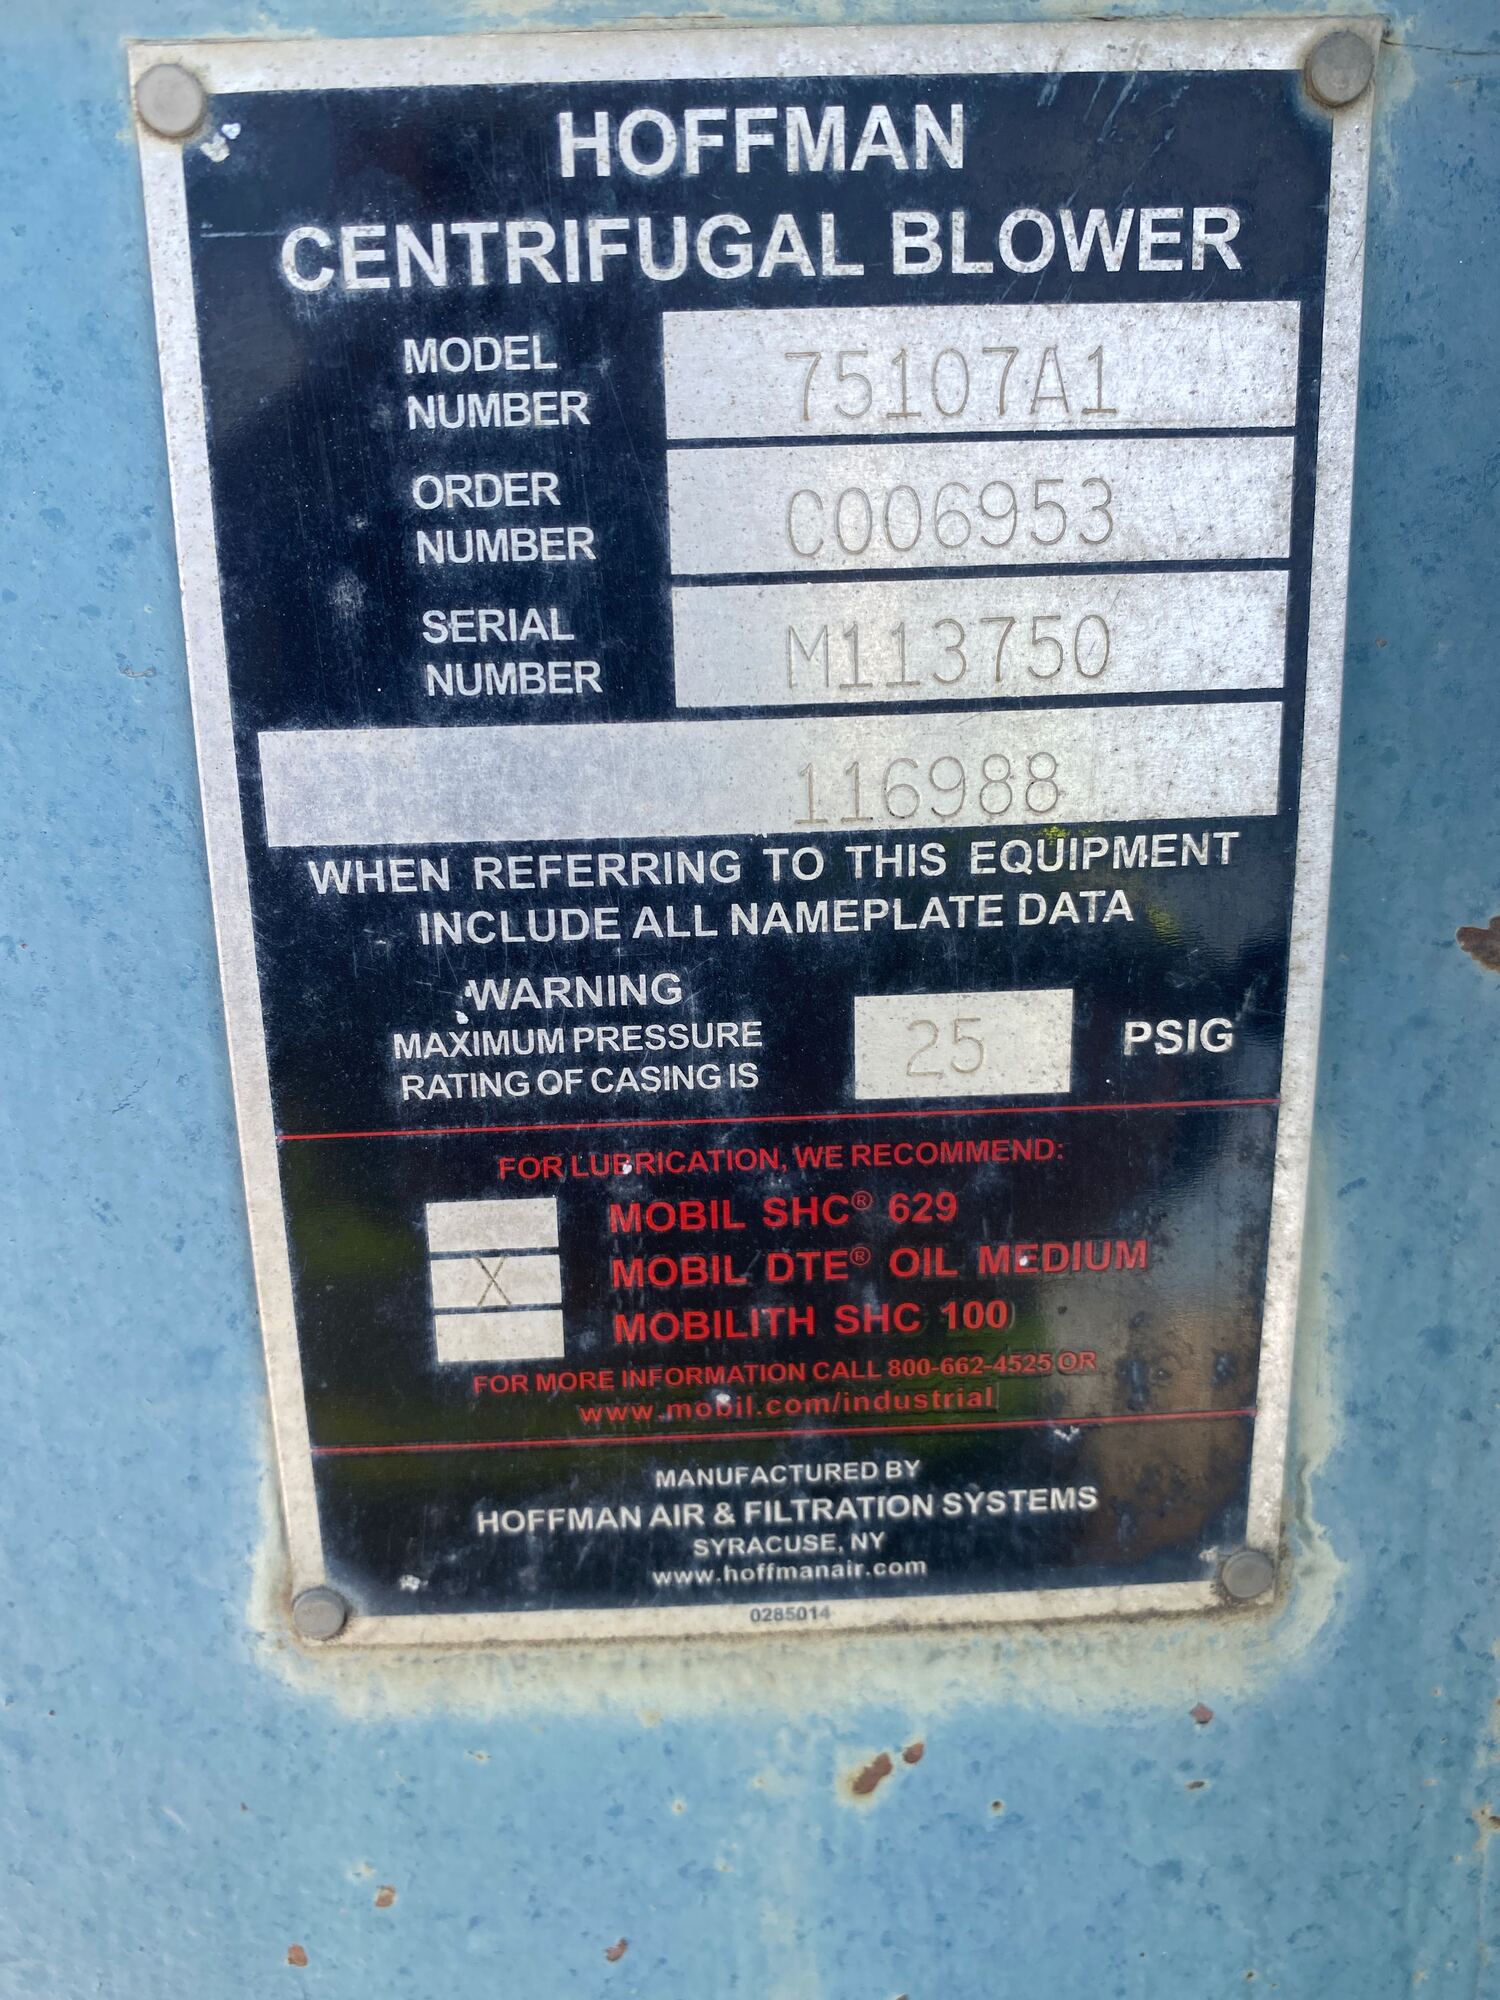 HOFFMAN
CENTRIFUGAL BLOWER
MODEL
NUMBER
75107A1
ORDER
NUMBER
C006953
SERIAL
NUMBER
M113750
116988
WHEN REFERRING TO THIS EQUIPMENT
INCLUDE ALL NAMEPLATE DATA
WARNING
MAXIMUM PRESSURE
RATING OF CASING IS
25
PSIG
FOR LUBRICATION, WE RECOMMEND:
MOBIL SHC® 629
X MOBIL DTE® OIL MEDIUM
MOBILITH SHC 100
FOR MORE INFORMATION CALL 800-662-4525 OR
www.mobil.com/industrial
MANUFACTURED BY
HOFFMAN AIR & FILTRATION SYSTEMS
SYRACUSE, NY
www.hoffmanair.com
0285014